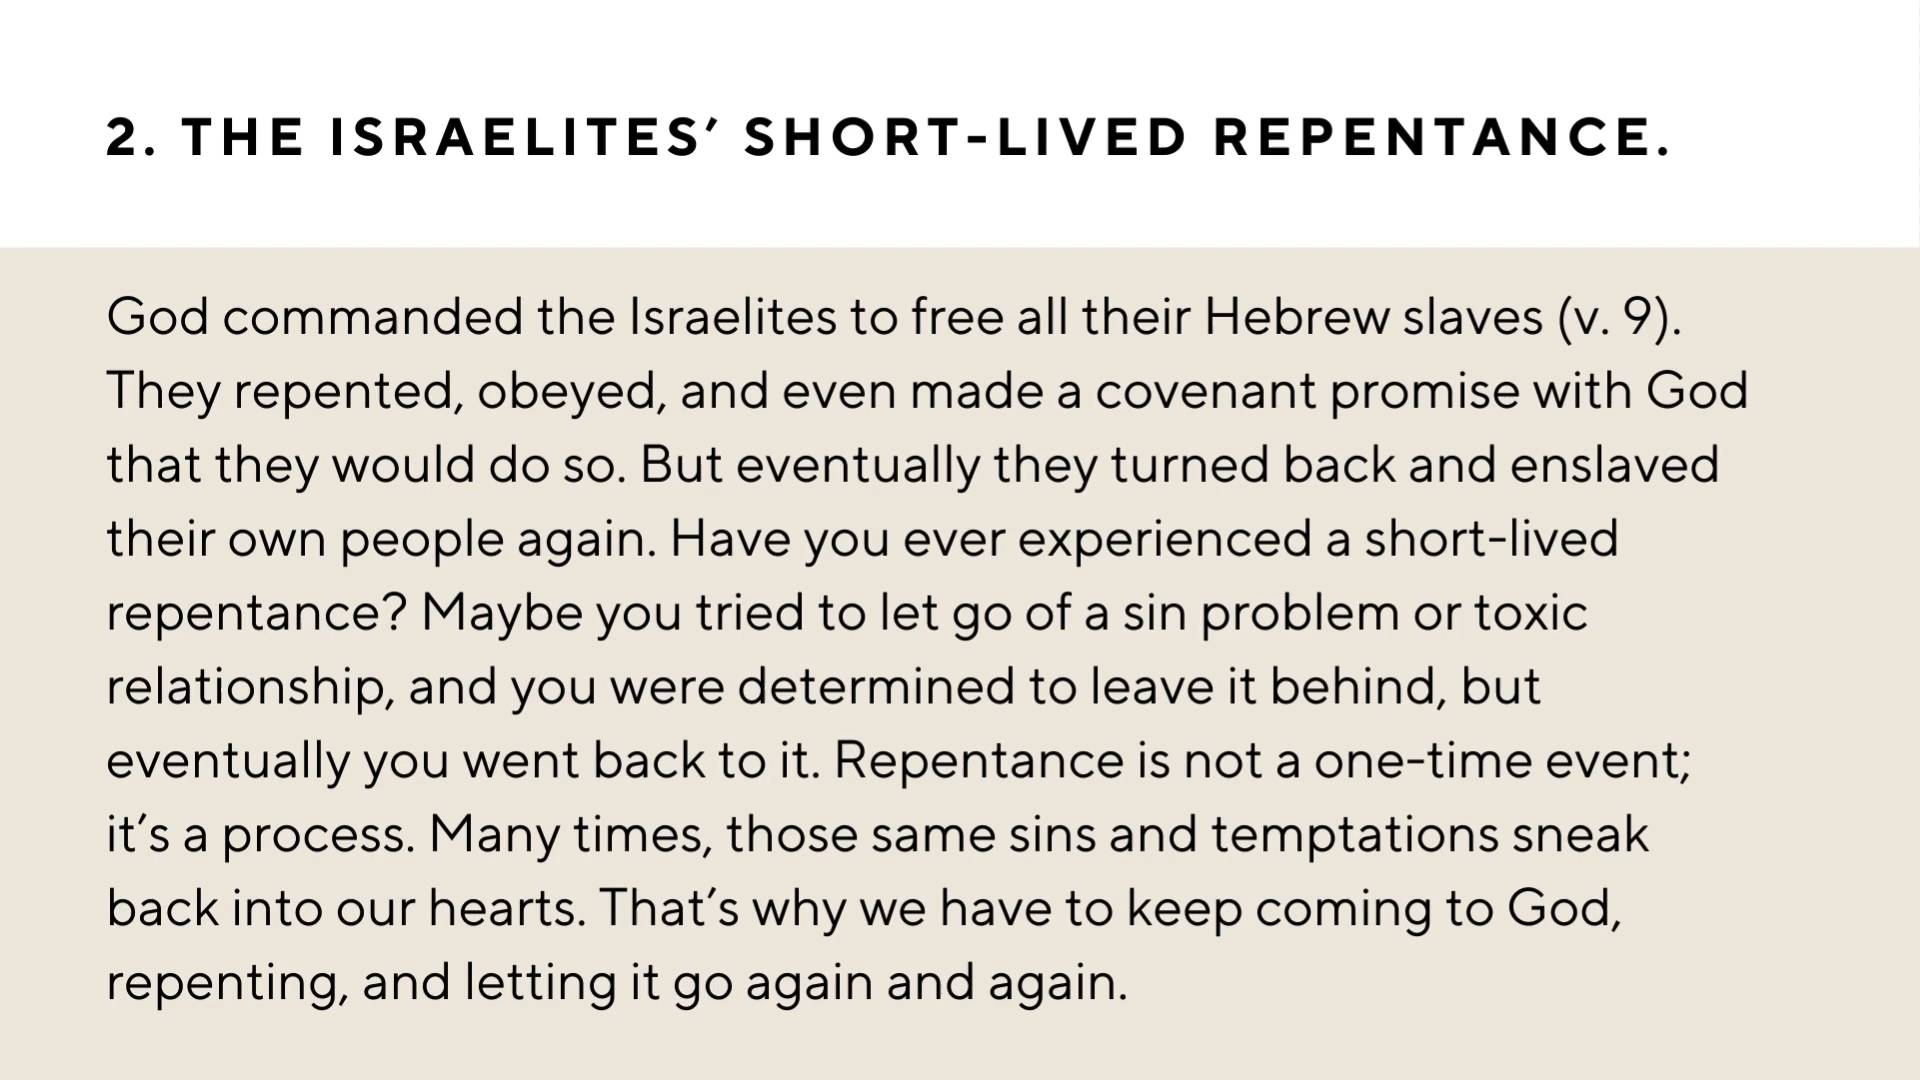 2. THE ISRAELITES’ SHORT-LIVED REPENTANCE.
God commanded the Israelites to free all their Hebrew slaves (v. 9).
They repented, obeyed, and even made a covenant promise with God
that they would do so. But eventually they turned back and enslaved
their own people again. Have you ever experienced a short-lived
repentance? Maybe you tried to let go of a sin problem or toxic
relationship, and you were determined to leave it behind, but
eventually you went back to it. Repentance is not a one-time event;
it’s a process. Many times, those same sins and temptations sneak
back into our hearts. That’s why we have to keep coming to God,
repenting, and letting it go again and again.